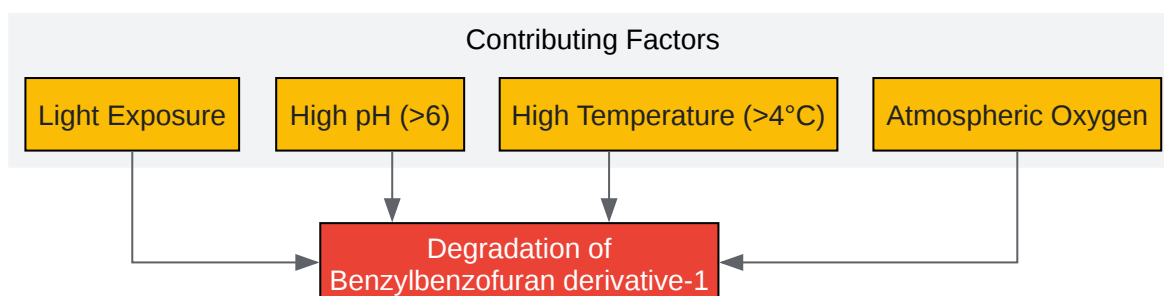 Contributing Factors
Light Exposure
High pH (>6)
High Temperature (>4°C)
Atmospheric Oxygen
Degradation of
Benzylbenzofuran derivative-1